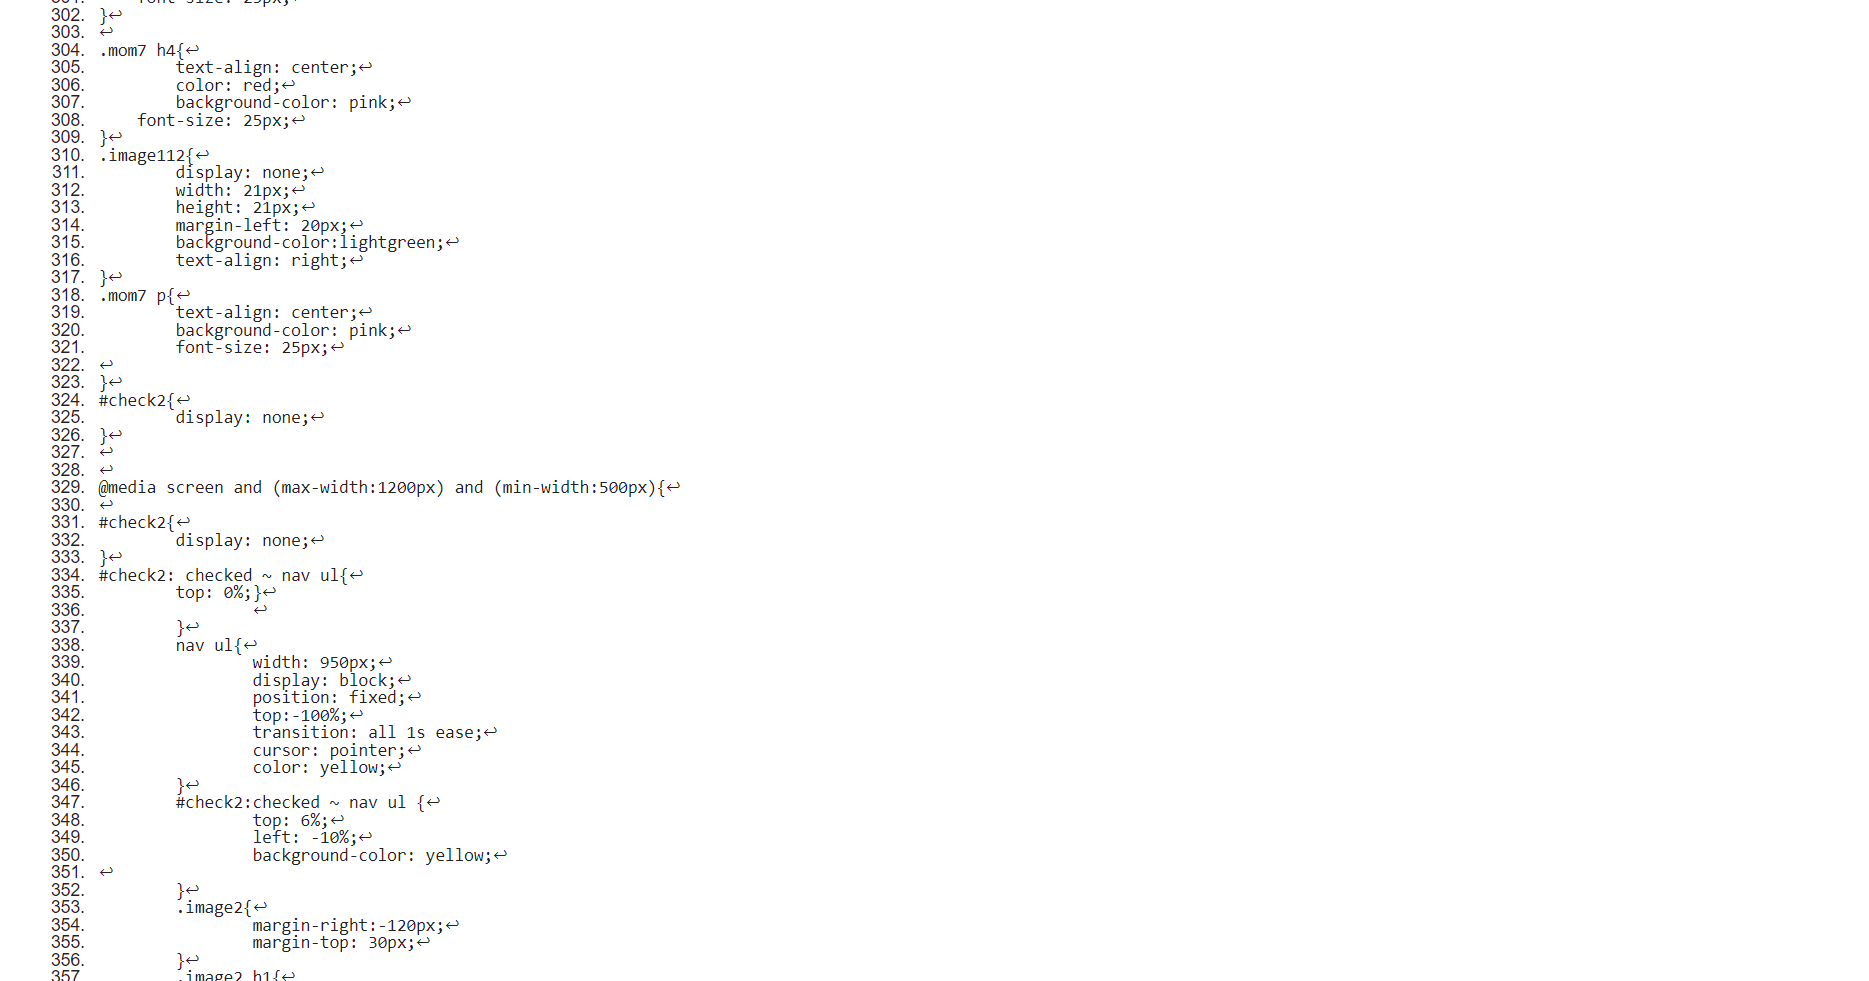 302. }↩
303. ↩
304. .mom7 h4{↩
305.         text-align: center;↩
306.         color: red;↩
307.         background-color: pink;↩
308.     font-size: 25px;↩
309. }↩
310. .image112{↩
311.         display: none;↩
312.         width: 21px;↩
313.         height: 21px;↩
314.         margin-left: 20px;↩
315.         background-color:lightgreen;↩
316.         text-align: right;↩
317. }↩
318. .mom7 p{↩
319.         text-align: center;↩
320.         background-color: pink;↩
321.         font-size: 25px;↩
322. ↩
323. }↩
324. #check2{↩
325.         display: none;↩
326. }↩
327. ↩
328. ↩
329. @media screen and (max-width:1200px) and (min-width:500px){↩
330. ↩
331. #check2{↩
332.         display: none;↩
333. }↩
334. #check2: checked ~ nav ul{↩
335.         top: 0%;}↩
336.                 ↩
337.         }↩
338.         nav ul{↩
339.                 width: 950px;↩
340.                 display: block;↩
341.                 position: fixed;↩
342.                 top:-100%;↩
343.                 transition: all 1s ease;↩
344.                 cursor: pointer;↩
345.                 color: yellow;↩
346.         }↩
347.         #check2:checked ~ nav ul {↩
348.                 top: 6%;↩
349.                 left: -10%;↩
350.                 background-color: yellow;↩
351. ↩
352.         }↩
353.         .image2{↩
354.                 margin-right:-120px;↩
355.                 margin-top: 30px;↩
356.         }↩
357.         .image2 h1{↩